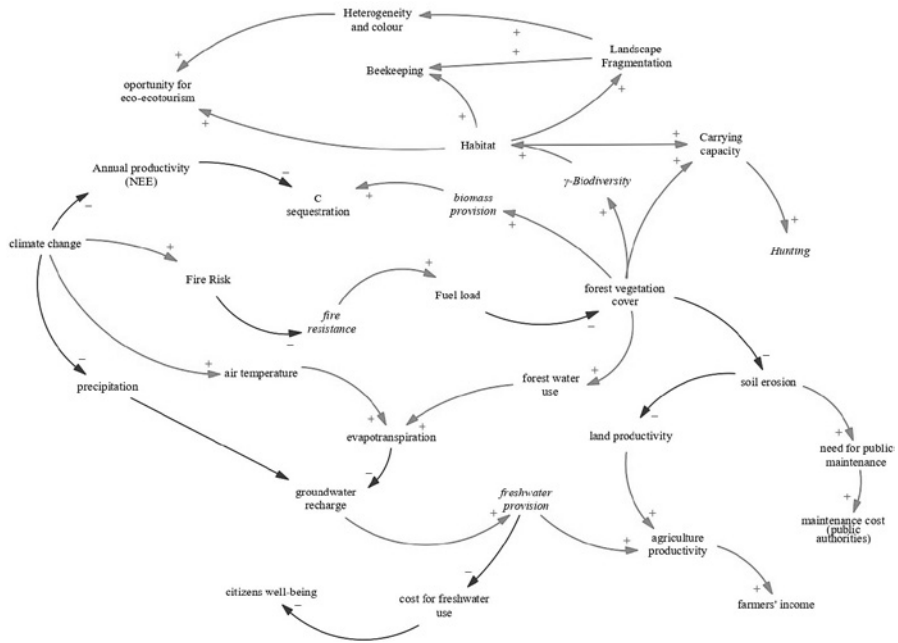 Heterogeneity
and colour
+
+
Landscape
Fragmentation
+
+
Beekeeping
oportunity for
eco-ecotourism
+
+
+
Habitat
+
+
Carrying
capacity
+
Annual productivity
(NEE)
–
C
sequestration
+
biomass
provision
+
γ-Biodiversity
+
+
Hunting
–
climate change
+
Fire Risk
–
fire
resistance
+
Fuel load
–
forest vegetation
cover
–
precipitation
+
air temperature
forest water
use
+
–
soil erosion
+
+
evapotranspiration
–
land productivity
+
need for public
maintenance
–
groundwater
recharge
+
freshwater
provision
+
+
agriculture
productivity
+
maintenance cost
(public
authorities)
–
citizens well-being
–
cost for freshwater
use
+
farmers' income